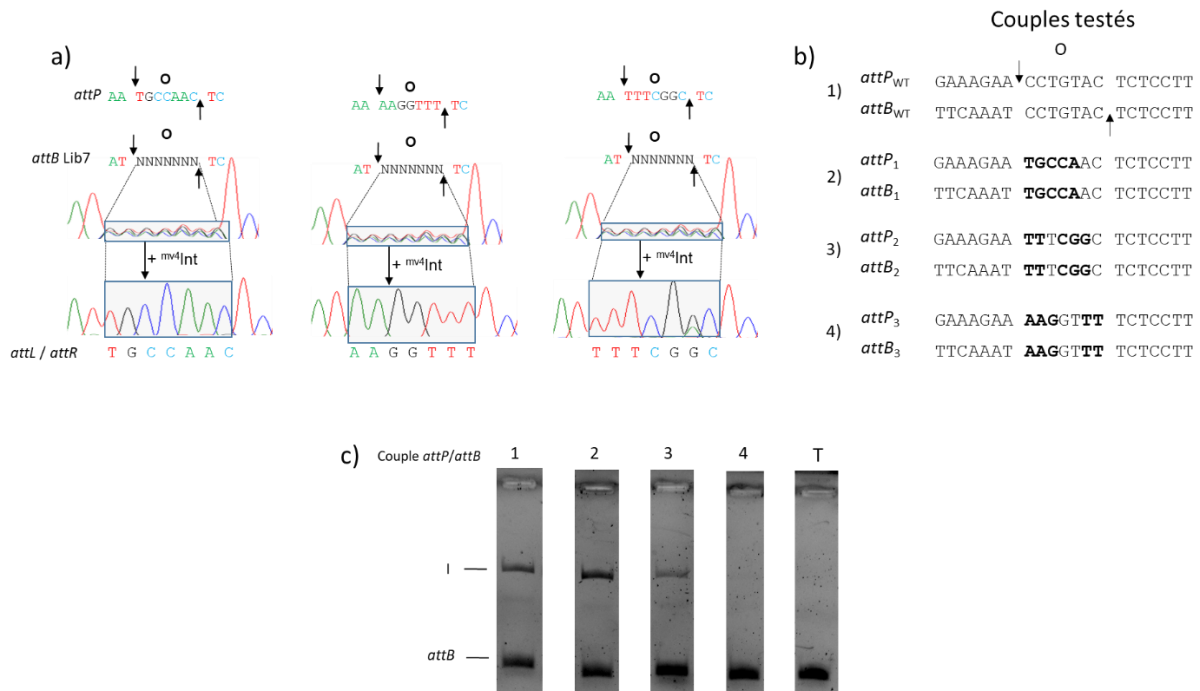 a)
O
attP AA TGCCAAC TC
O
attB Lib7 AT NNNNNNN TC
+ mv4Int
attL / attR T G C C A A C
O
AA AAGGTTT TC
O
AT NNNNNNN TC
+ mv4Int
A A G G T T T
O
AA TTTCGGC TC
O
AT NNNNNNN TC
+ mv4Int
T T T C G G C
Couples testés
b)
O
1)
attPWT GAAAGAA CCTGTAC TCTCCTT
attBWT TTCAAAT CCTGTAC TCTCCTT
2)
attP1 GAAAGAA TGCCAAC TCTCCTT
attB1 TTCAAAT TGCCAAC TCTCCTT
3)
attP2 GAAAGAA TTTCGGC TCTCCTT
attB2 TTCAAAT TTTCGGC TCTCCTT
4)
attP3 GAAAGAA AAGGTTT TCTCCTT
attB3 TTCAAAT AAGGTTT TCTCCTT
c) Couple attP/attB 1 2 3 4 T
I
attB